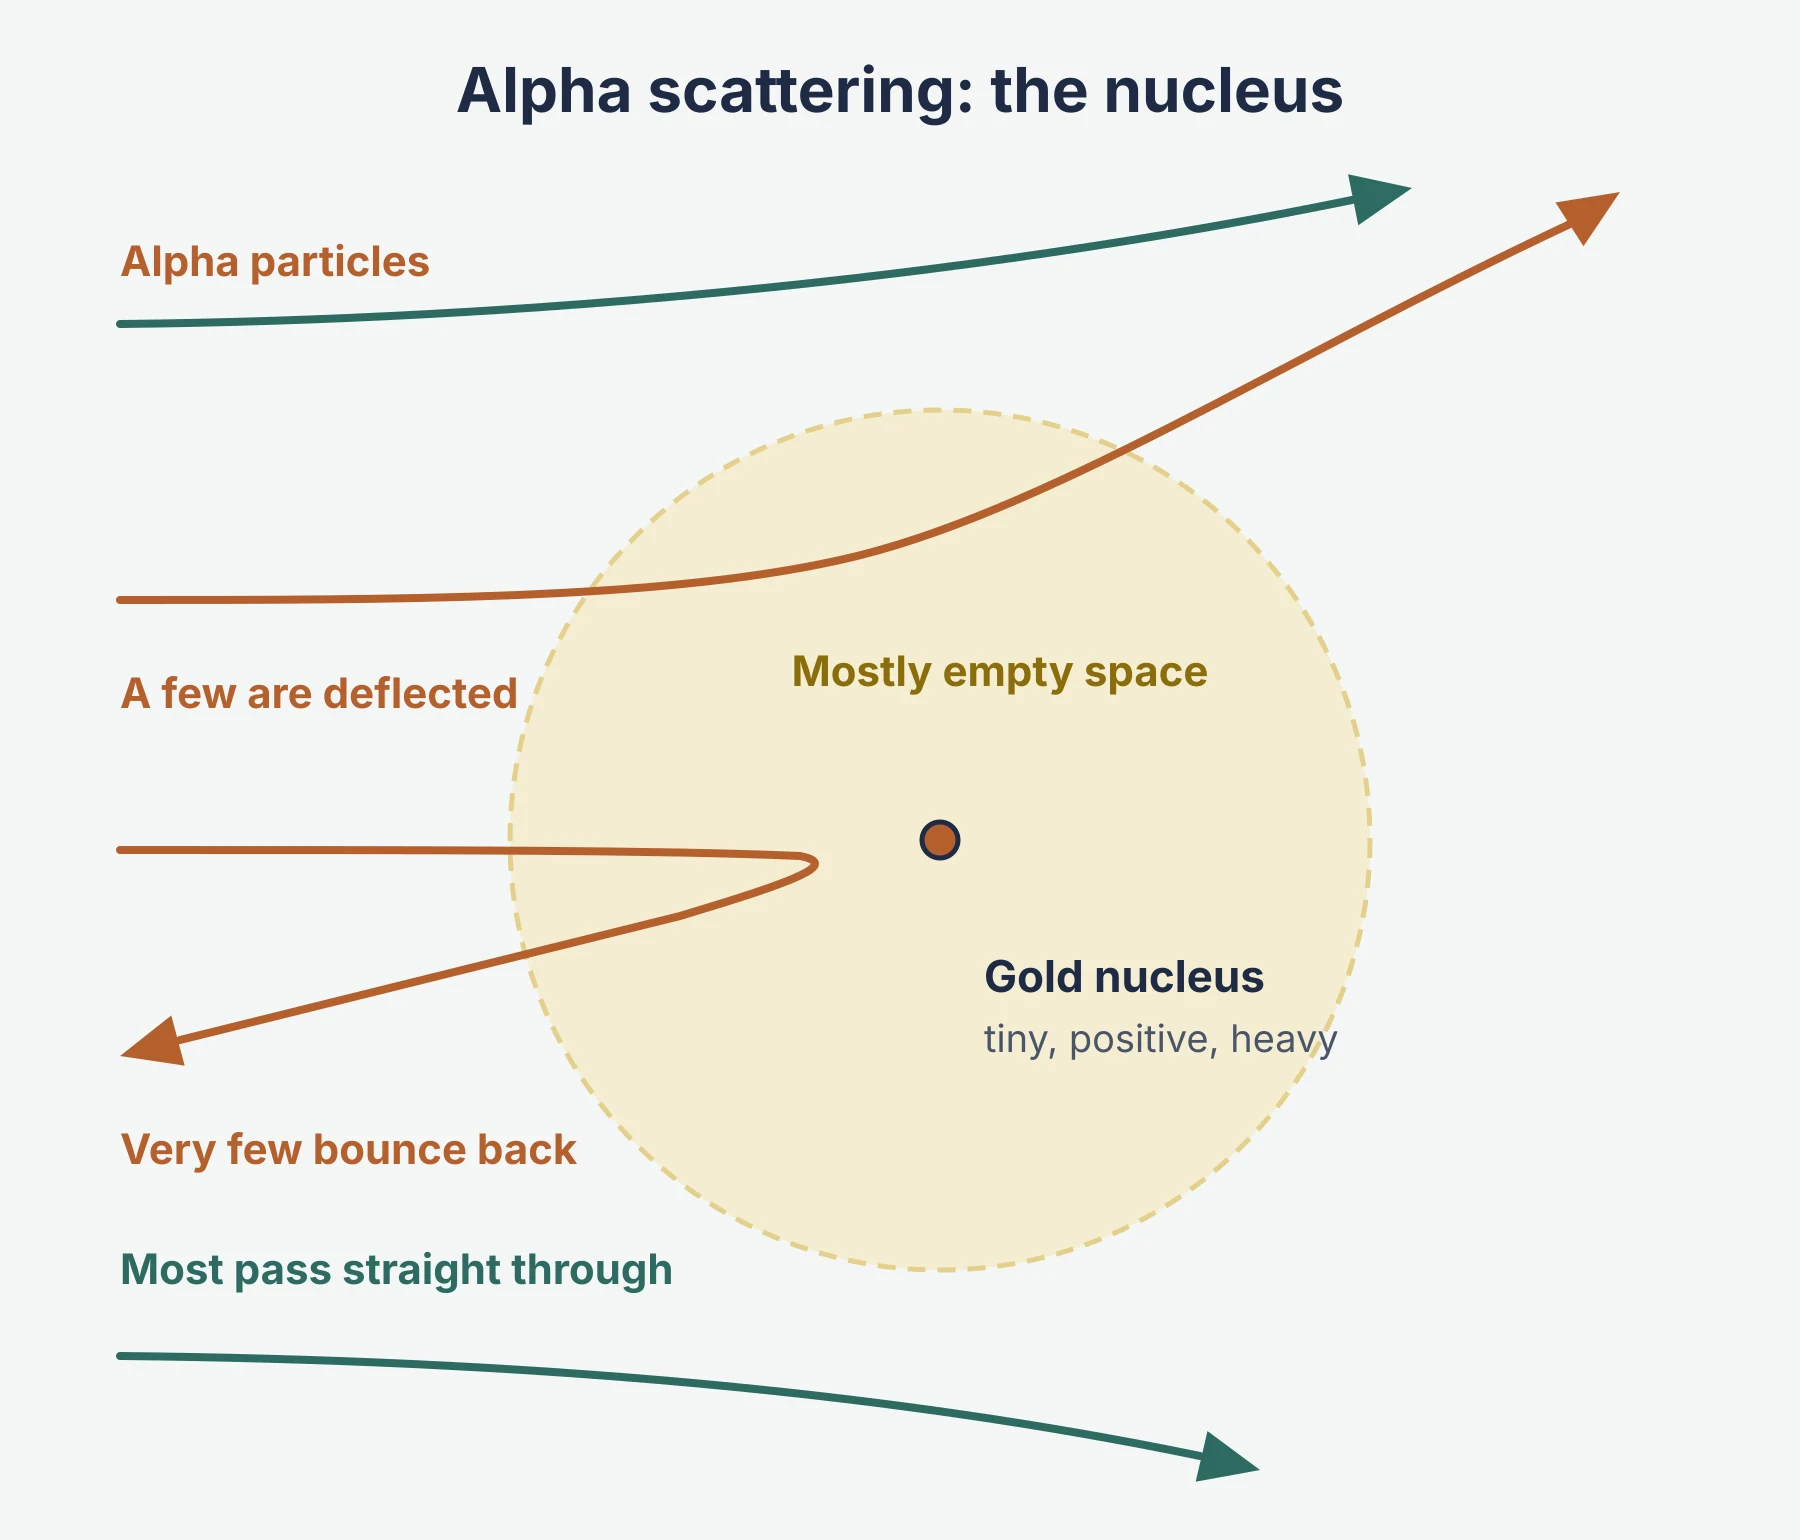 Alpha scattering: the nucleus
Alpha particles
Mostly empty space
A few are deflected
Gold nucleus
tiny, positive, heavy
Very few bounce back
Most pass straight through